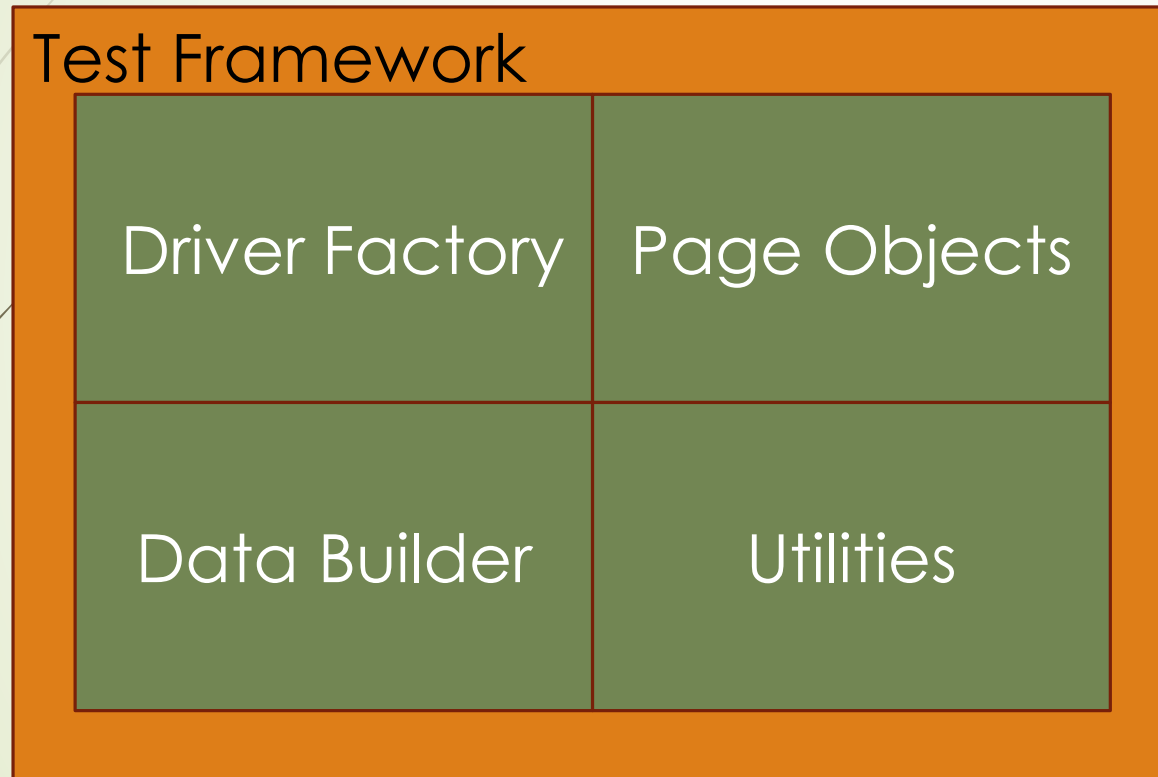 Test Framework
Driver Factory
Page Objects
Data Builder
Utilities